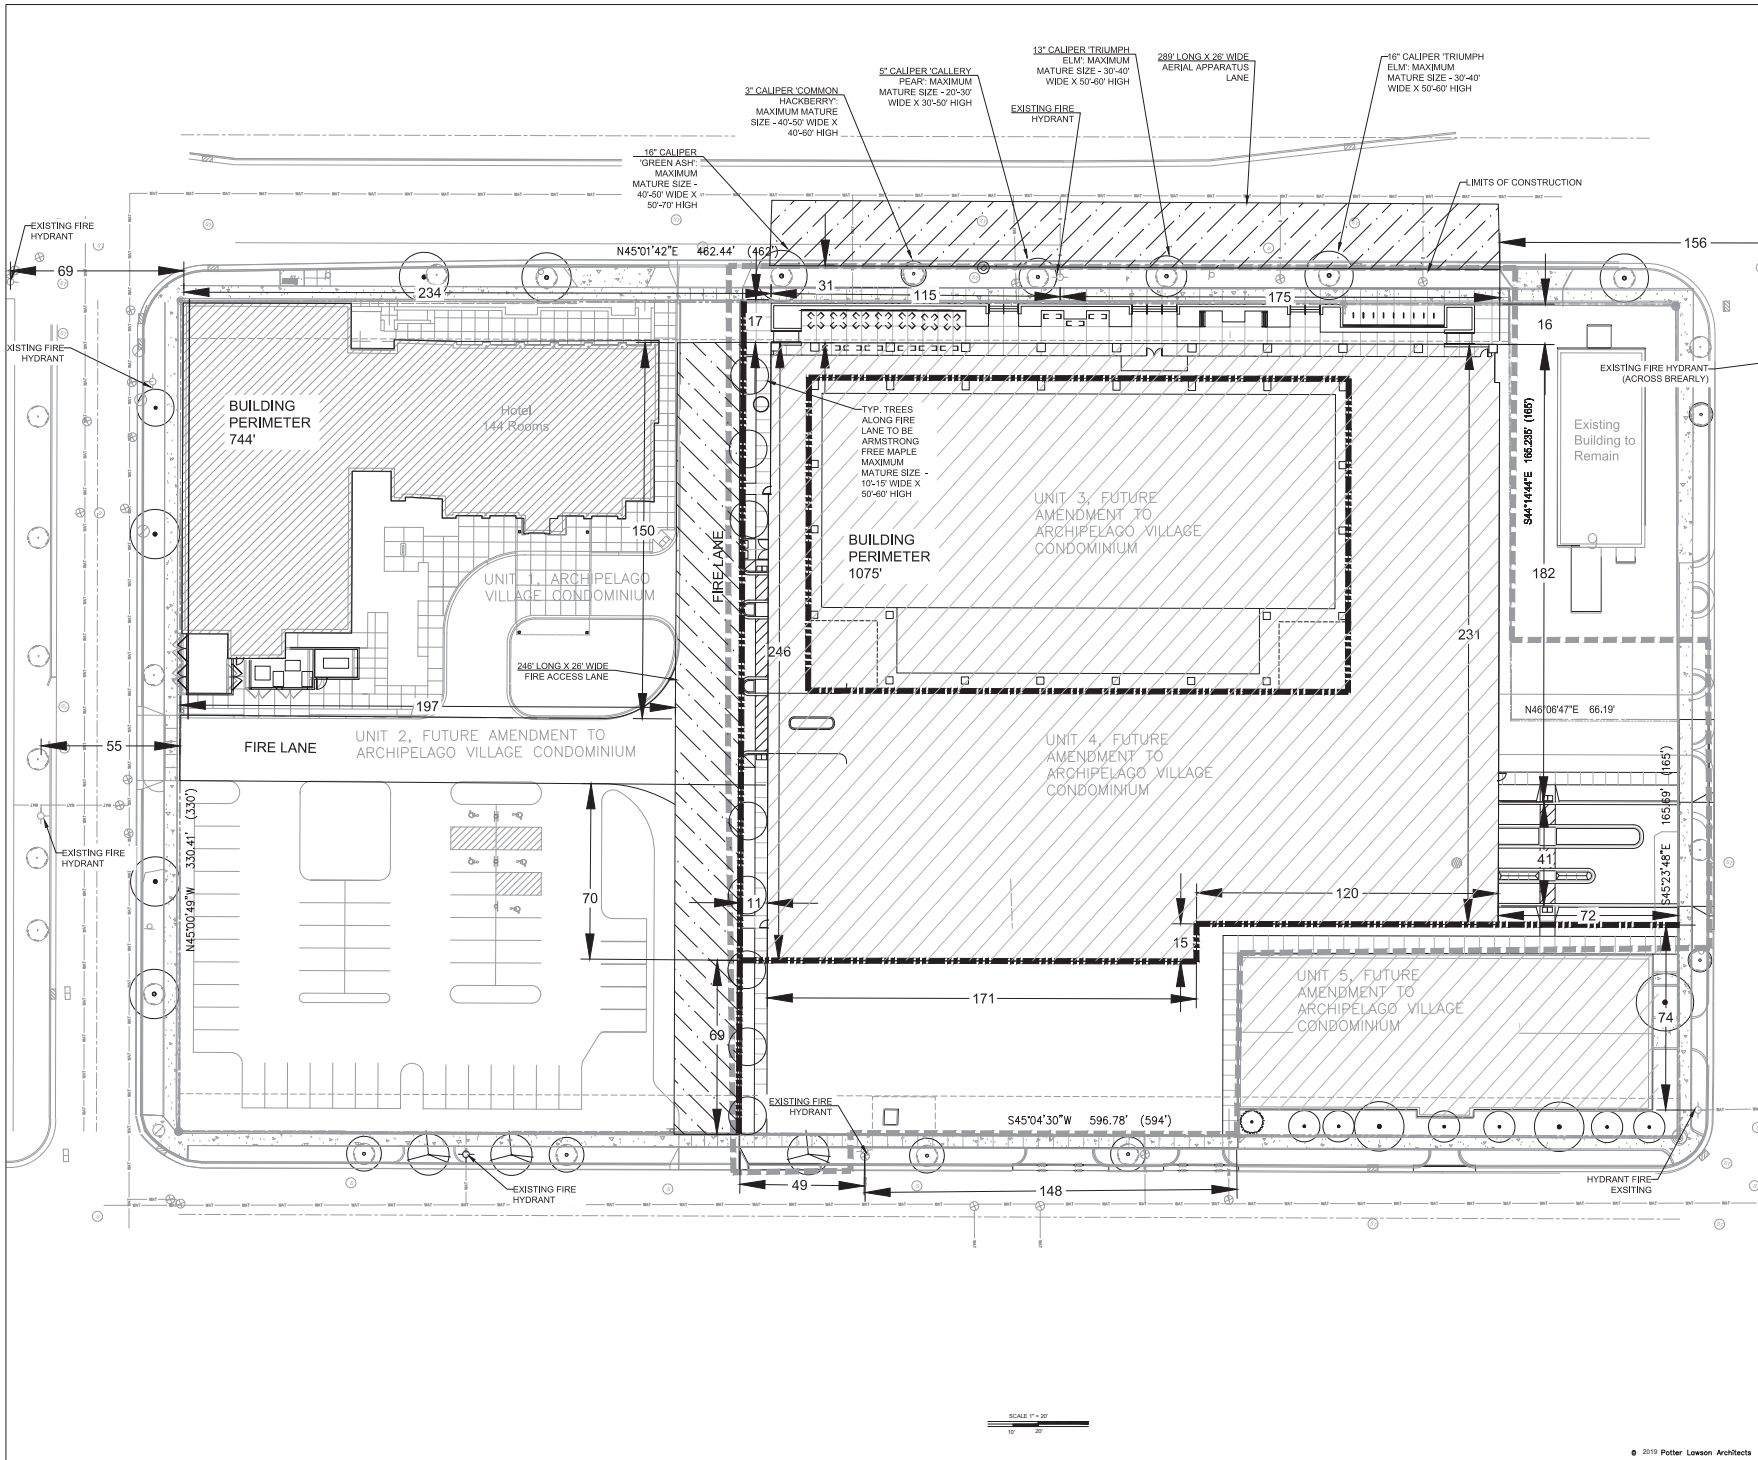 13" CALIPER 'TRIUMPH
ELM': MAXIMUM
MATURE SIZE - 30'-40'
WIDE X 50'-60' HIGH
289' LONG X 26' WIDE
AERIAL APPARATUS
LANE
16" CALIPER 'TRIUMPH
ELM': MAXIMUM
MATURE SIZE - 30'-40'
WIDE X 50'-60' HIGH
5" CALIPER 'CALLERY
PEAR': MAXIMUM
MATURE SIZE - 20'-30'
WIDE X 30'-50' HIGH
3" CALIPER 'COMMON
HACKBERRY':
MAXIMUM MATURE
SIZE - 40'-50' WIDE X
40'-60' HIGH
EXISTING FIRE
HYDRANT
16" CALIPER
'GREEN ASH':
MAXIMUM
MATURE SIZE -
40'-50' WIDE X
50'-70' HIGH
LIMITS OF CONSTRUCTION
EXISTING FIRE
HYDRANT
N45°01'42"E 462.44' (462')
156
69
234
31
115
175
17
16
XISTING FIRE
HYDRANT
EXISTING FIRE HYDRANT
(ACROSS BREARLY)
BUILDING
PERIMETER
744'
Hotel
144 Rooms
TYP. TREES
ALONG FIRE
LANE TO BE
ARMSTRONG
FREE MAPLE
MAXIMUM
MATURE SIZE -
10'-15' WIDE X
50'-60' HIGH
S44°14'44"E 165.235' (165')
Existing
Building to
Remain
UNIT 3, FUTURE
AMENDMENT TO
ARCHIPELAGO VILLAGE
CONDOMINIUM
150
BUILDING
PERIMETER
1075'
FIRE LANE
182
UNIT 1, ARCHIPELAGO
VILLAGE CONDOMINIUM
246
231
246' LONG X 26' WIDE
FIRE ACCESS LANE
197
N46°06'47"E 66.19'
55
FIRE LANE
UNIT 2, FUTURE AMENDMENT TO
ARCHIPELAGO VILLAGE CONDOMINIUM
UNIT 4, FUTURE
AMENDMENT TO
ARCHIPELAGO VILLAGE
CONDOMINIUM
N45°00'49"W 330.41' (330')
S45°23'48"E 165.69' (165')
EXISTING FIRE
HYDRANT
41
70
11
120
72
15
UNIT 5, FUTURE
AMENDMENT TO
ARCHIPELAGO VILLAGE
CONDOMINIUM
171
74
69
EXISTING FIRE
HYDRANT
S45°04'30"W 596.78' (594')
49
148
EXISTING FIRE
HYDRANT
HYDRANT FIRE
EXSITING
SCALE 1" = 20'
10' 20'
© 2019 Potter Lawson Architects